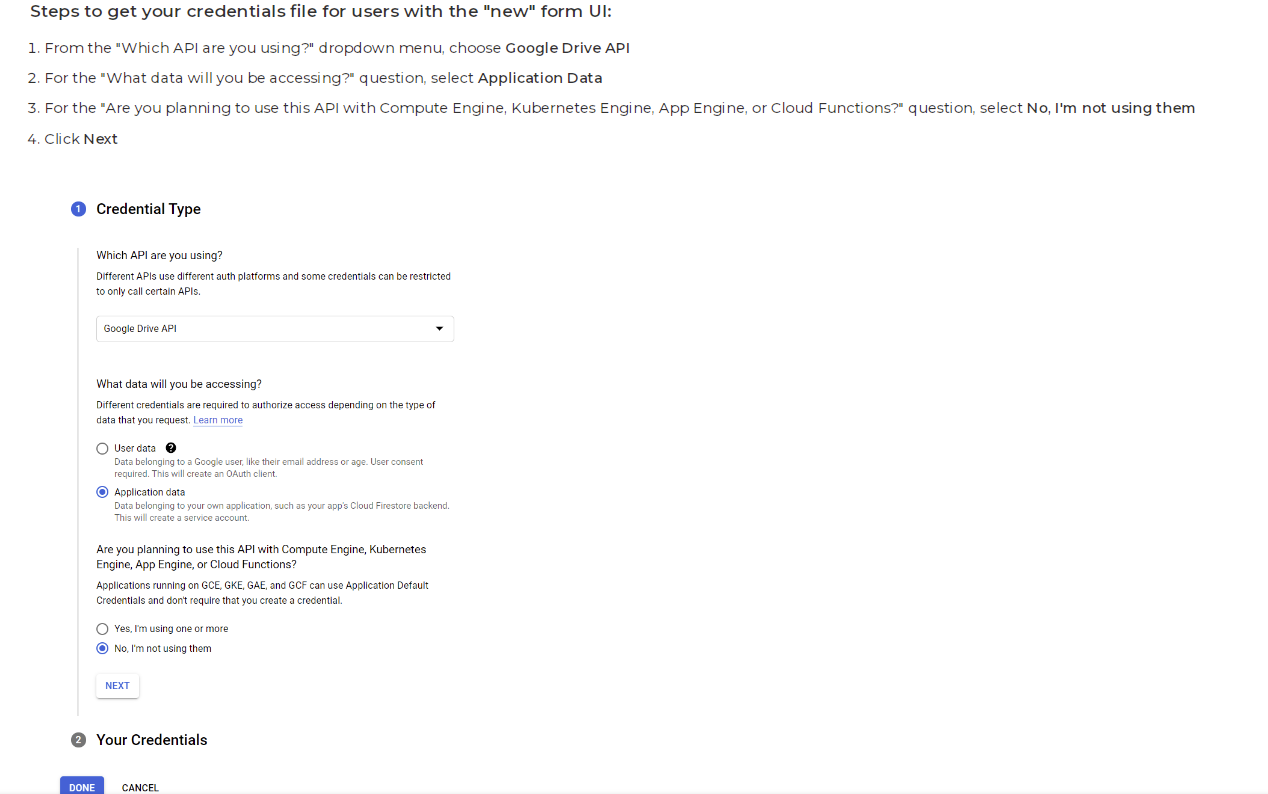 Steps to get your credentials file for users with the "new" form UI:
1. From the "Which API are you using?" dropdown menu, choose Google Drive API
2. For the "What data will you be accessing?" question, select Application Data
3. For the "Are you planning to use this API with Compute Engine, Kubernetes Engine, App Engine, or Cloud Functions?" question, select No, I'm not using them
4. Click Next
1 Credential Type
Which API are you using?
Different APIs use different auth platforms and some credentials can be restricted
to only call certain APIs.
Google Drive API
What data will you be accessing?
Different credentials are required to authorize access depending on the type of
data that you request. Learn more
User data ?
Data belonging to a Google user, like their email address or age. User consent
required. This will create an OAuth client.
Application data
Data belonging to your own application, such as your app's Cloud Firestore backend.
This will create a service account.
Are you planning to use this API with Compute Engine, Kubernetes
Engine, App Engine, or Cloud Functions?
Applications running on GCE, GKE, GAE, and GCF can use Application Default
Credentials and don't require that you create a credential.
Yes, I'm using one or more
No, I'm not using them
NEXT
2 Your Credentials
DONE CANCEL